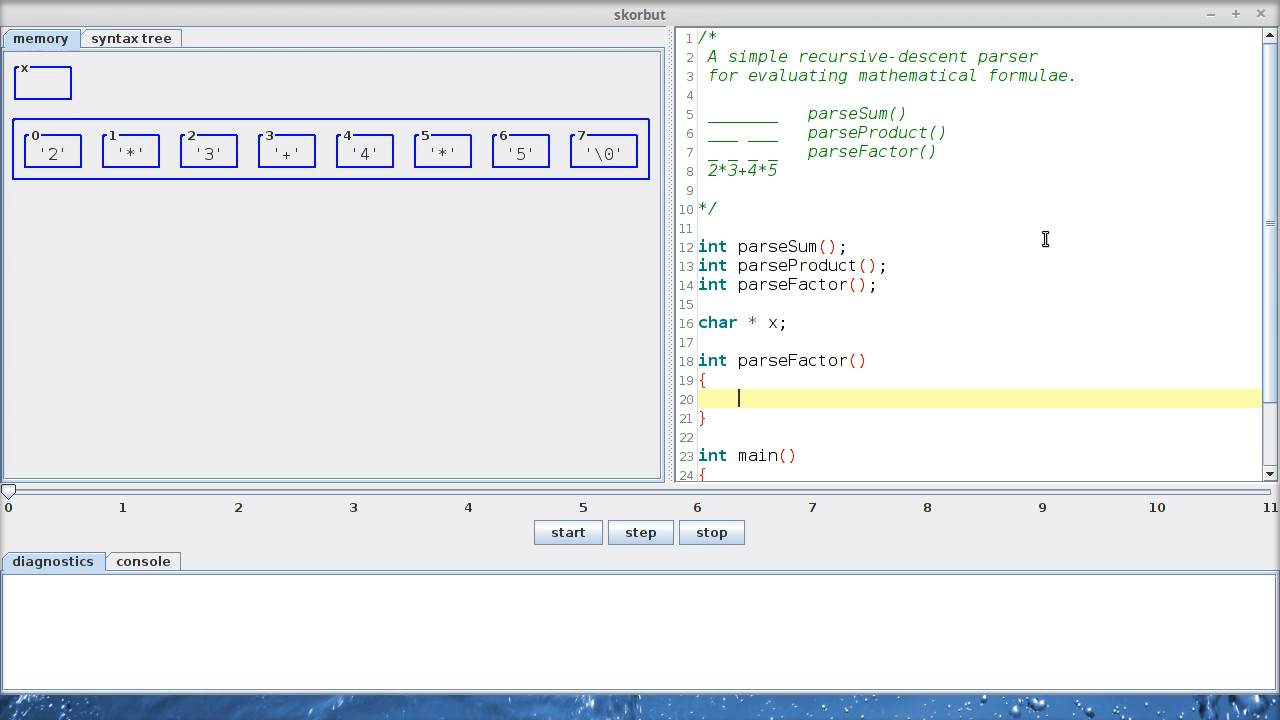 skorbut
memory
syntax tree
x
0 1 2 3 4 5 6 7
'2' '*' '3' '+' '4' '*' '5' '\0'
1 /*
2 A simple recursive-descent parser
3 for evaluating mathematical formulae.
4
5 _______ parseSum()
6 ___ ___ parseProduct()
7 _ _ _ _ parseFactor()
8 2*3+4*5
9
10 */
11
12 int parseSum();
13 int parseProduct();
14 int parseFactor();
15
16 char * x;
17
18 int parseFactor()
19 {
20
21 }
22
23 int main()
24 {
0 1 2 3 4 5 6 7 8 9 10 11
start step stop
diagnostics console